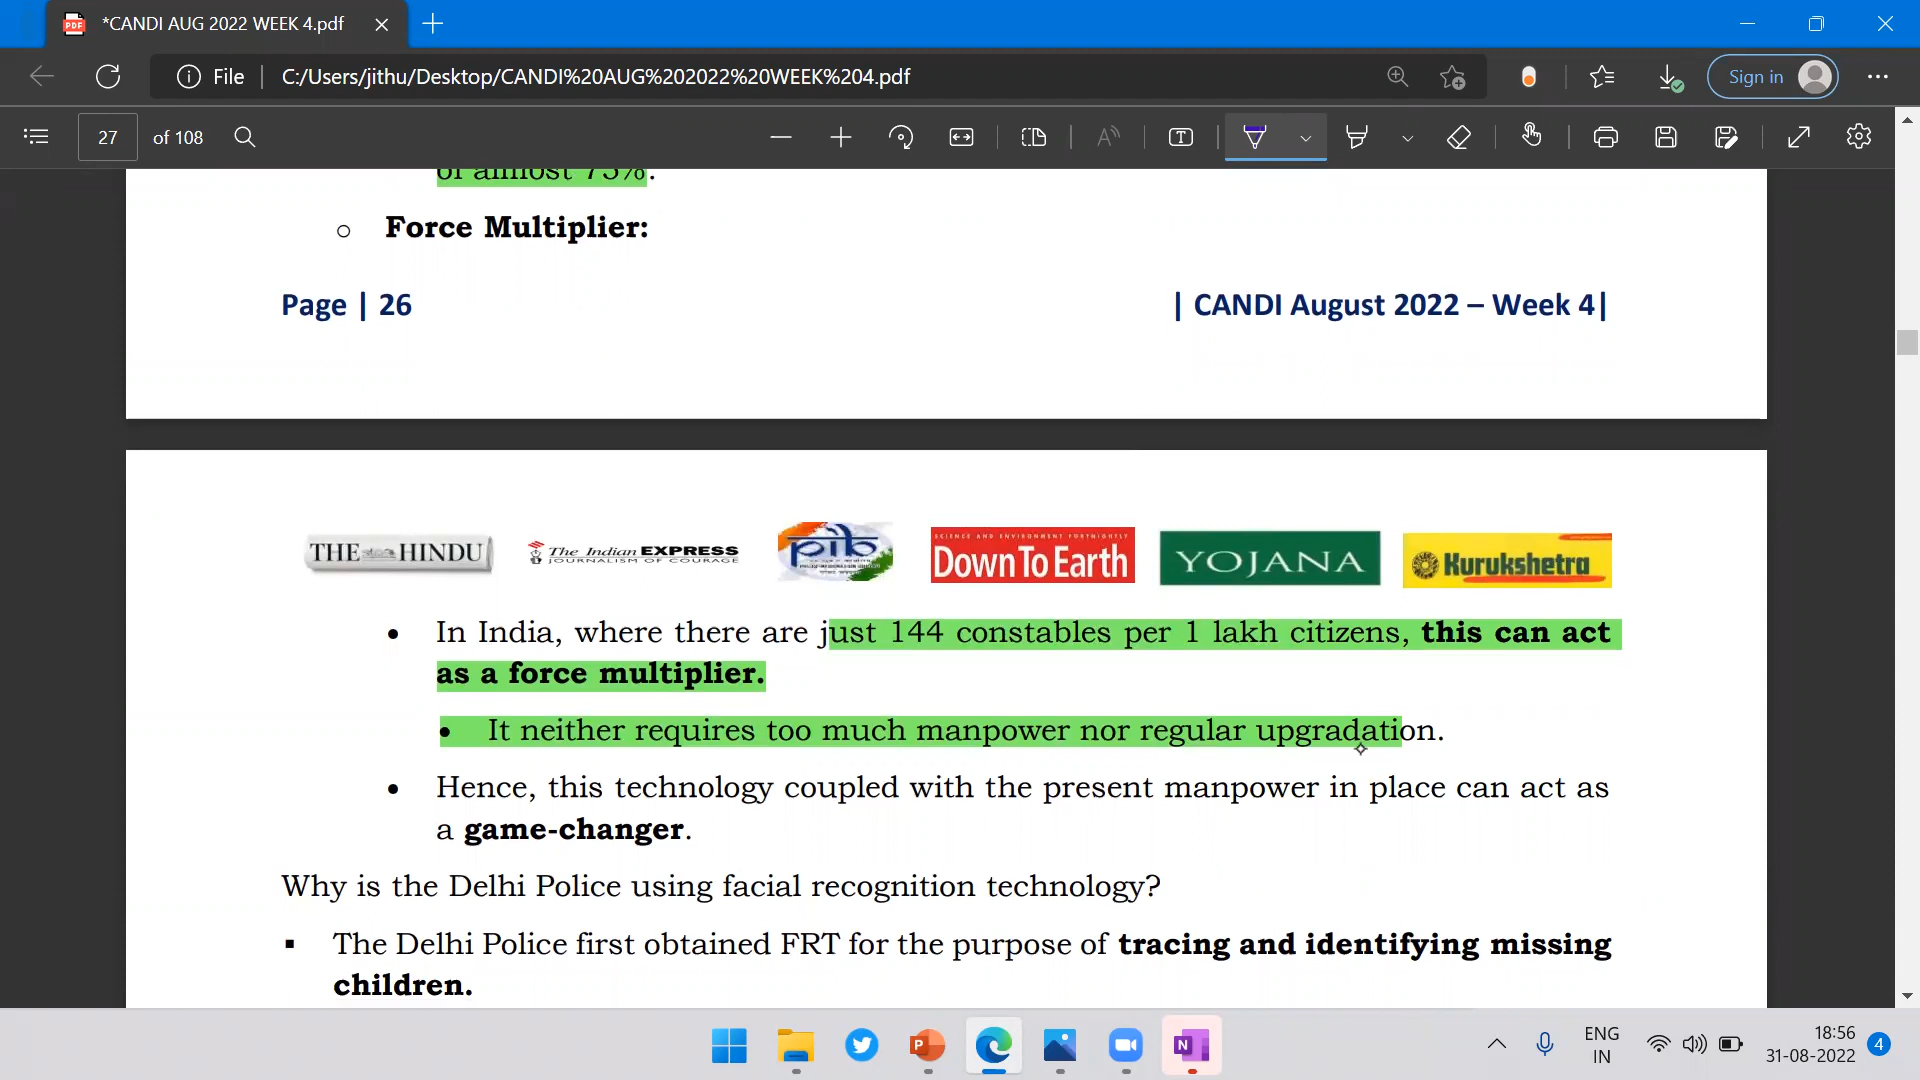 *CANDI AUG 2022 WEEK 4.pdf
File
C:/Users/jithu/Desktop/CANDI%20AUG%202022%20WEEK%204.pdf
Sign in
27 of 108
of almost 75%.
Force Multiplier:
Page | 26
| CANDI August 2022 – Week 4|
THE HINDU
The Indian EXPRESS
JOURNALISM OF COURAGE
pib
SCIENCE AND ENVIRONMENT FORTNIGHTLY
Down To Earth
YOJANA
Kurukshetra
• In India, where there are just 144 constables per 1 lakh citizens, this can act
as a force multiplier.
• It neither requires too much manpower nor regular upgradation.
• Hence, this technology coupled with the present manpower in place can act as
a game-changer.
Why is the Delhi Police using facial recognition technology?
▪ The Delhi Police first obtained FRT for the purpose of tracing and identifying missing
children.
ENG
IN
18:56
31-08-2022
4